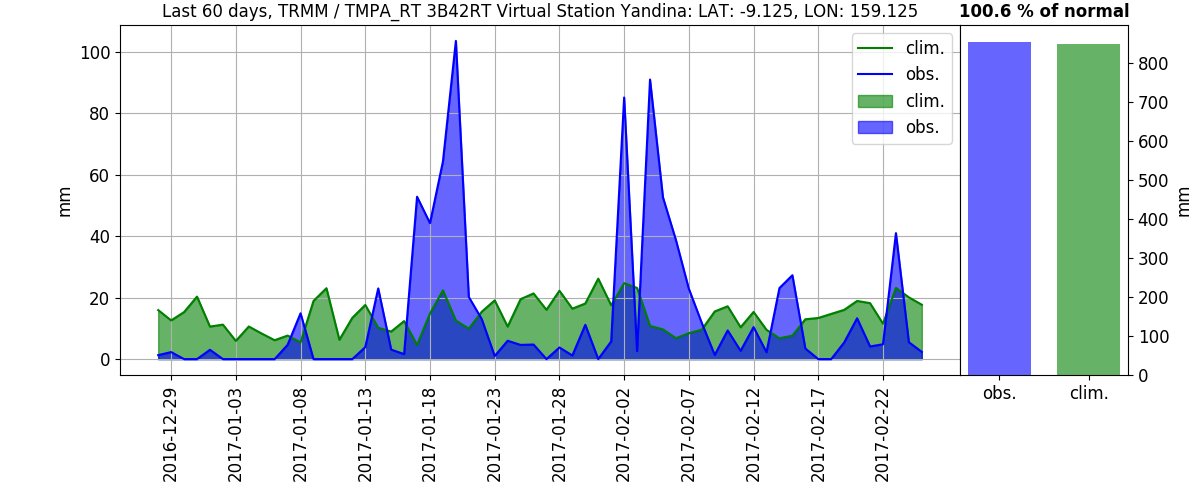 Last 60 days, TRMM / TMPA_RT 3B42RT Virtual Station Yandina: LAT: -9.125, LON: 159.125
100.6 % of normal
mm
100
80
60
40
20
0
clim.
obs.
clim.
obs.
2016-12-29
2017-01-03
2017-01-08
2017-01-13
2017-01-18
2017-01-23
2017-01-28
2017-02-02
2017-02-07
2017-02-12
2017-02-17
2017-02-22
800
700
600
500
400
300
200
100
0
mm
obs.
clim.